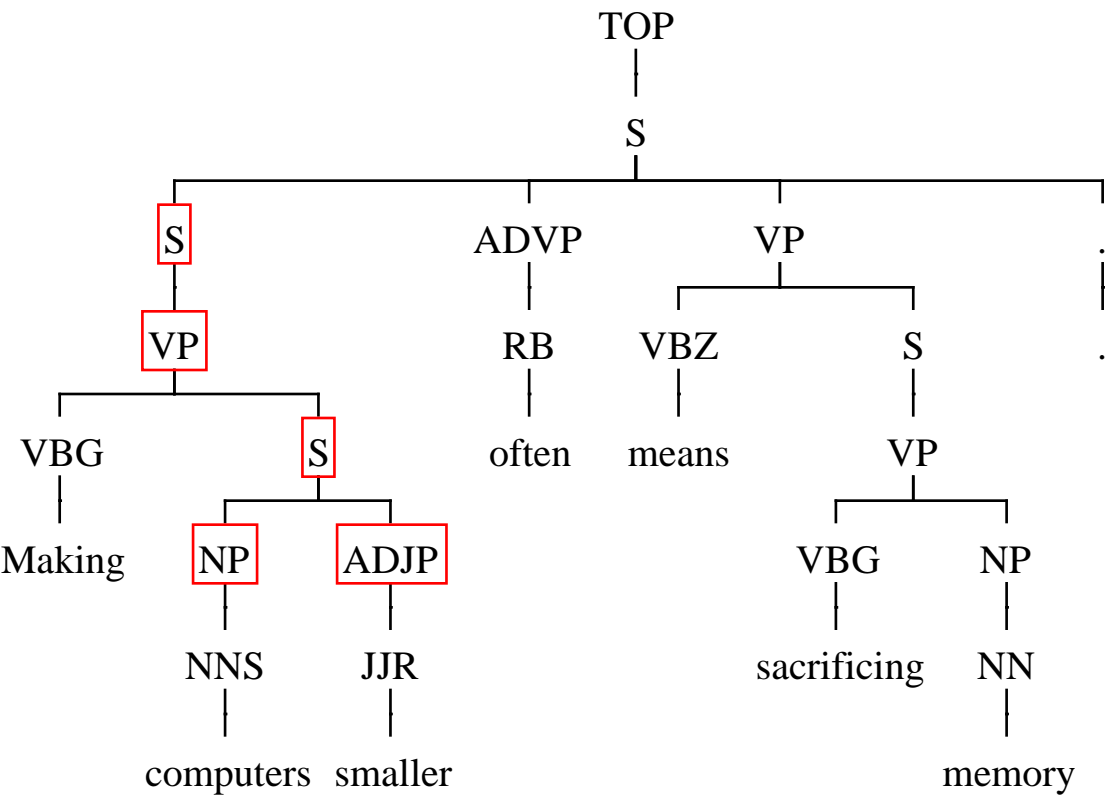 TOP
S
S ADVP VP .
VP RB VBZ S .
VBG S often means VP
Making NP ADJP VBG NP
NNS JJR sacrificing NN
computers smaller memory